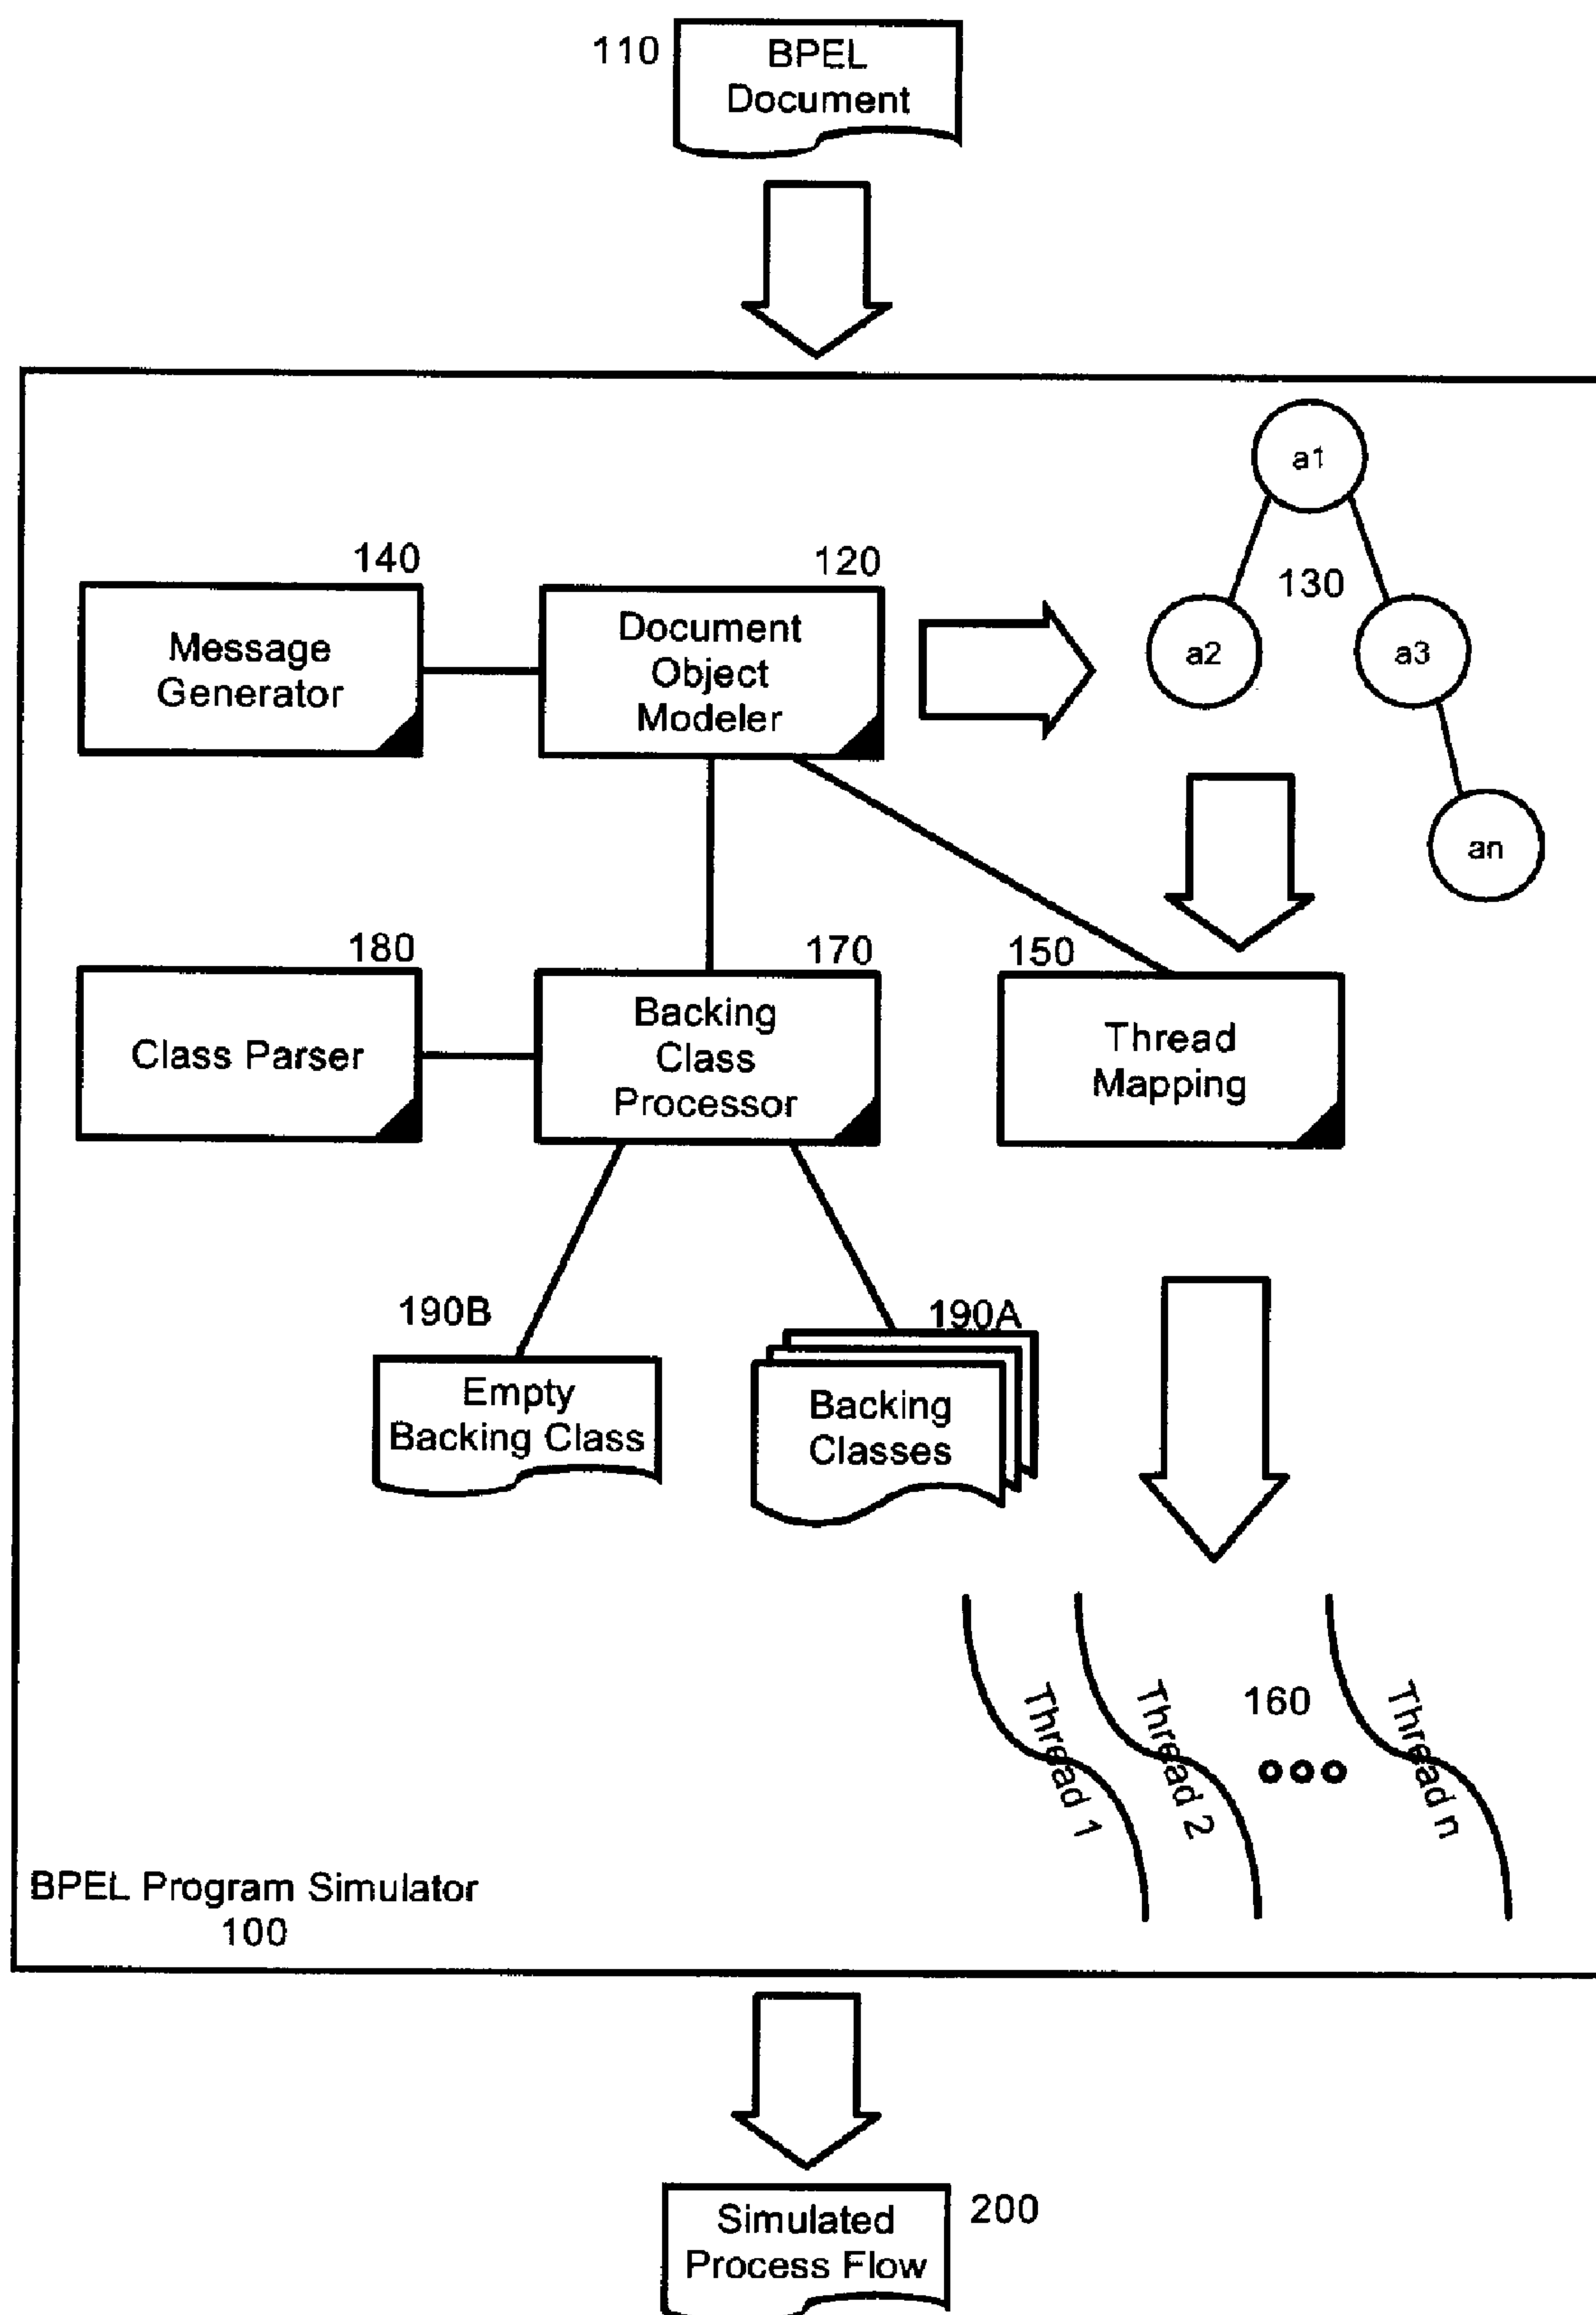 110
BPEL
Document
a1
140
120
130
Message
Generator
Document
Object
Modeler
a2
a3
an
180
170
150
Class Parser
Backing
Class
Processor
Thread
Mapping
190B
190A
Empty
Backing Class
Backing
Classes
Thread 1
Thread 2
160
Thread n
BPEL Program Simulator
100
Simulated
Process Flow
200